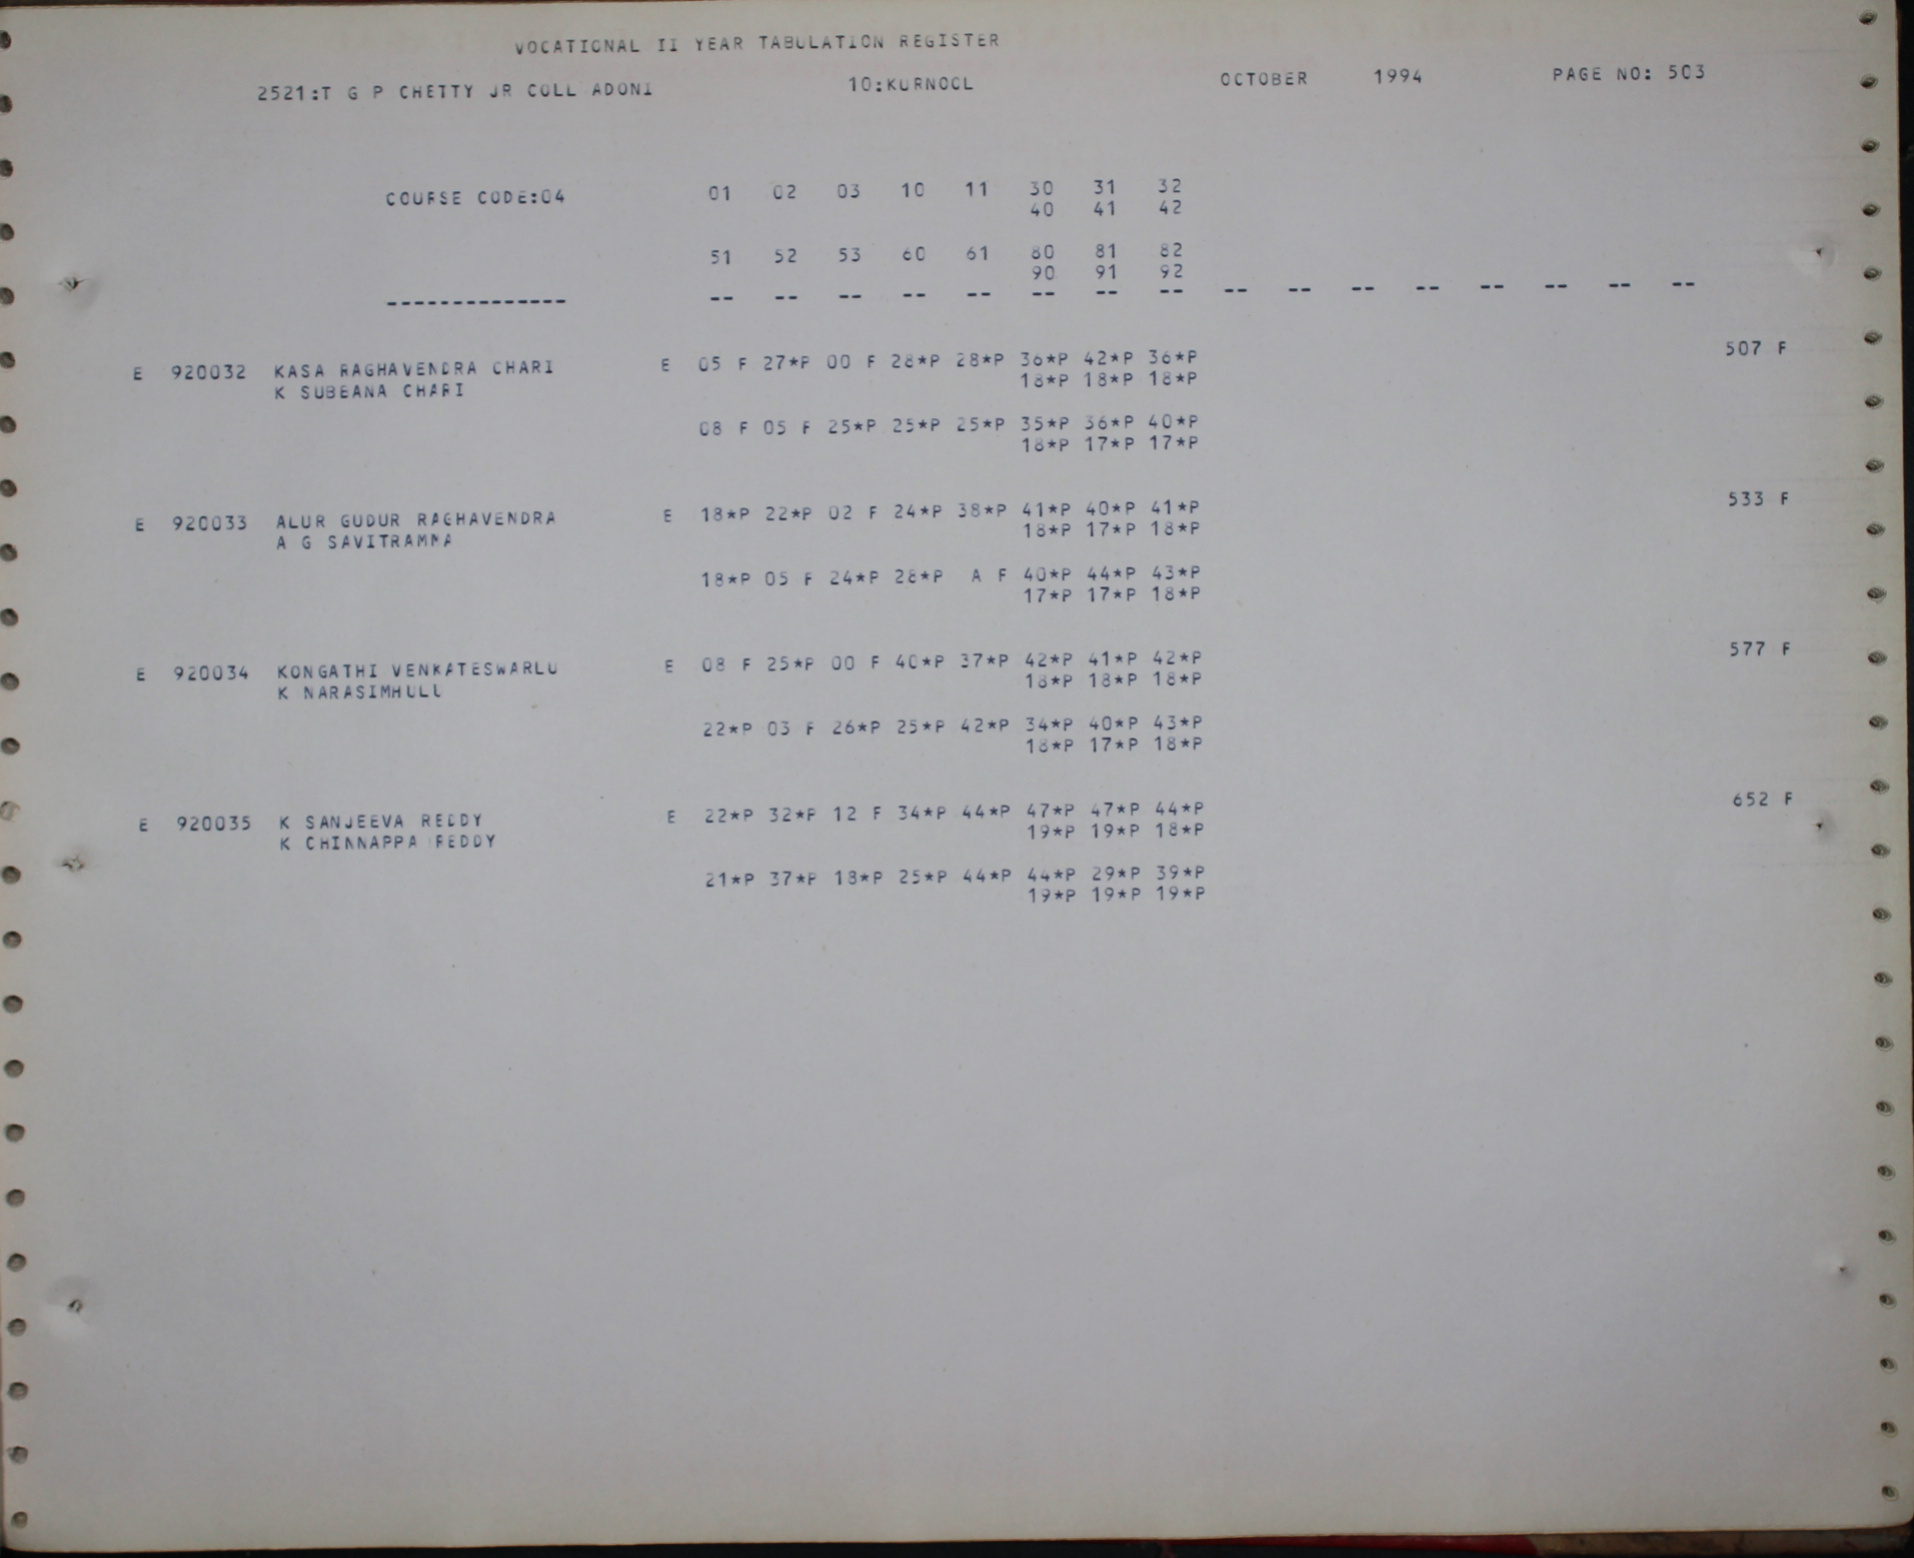 VOCATIONAL II YEAR TABULATION REGISTER
2521:T G P CHETTY JR COLL ADONI 10:KURNOOL OCTOBER 1994 PAGE NO: 503
COURSE CODE:04 01 02 03 10 11 30 31 32
40 41 42
51 52 53 60 61 80 81 82
90 91 92
-------------- -- -- -- -- -- -- -- -- -- -- -- -- -- -- -- --
E 920032 KASA RAGHAVENDRA CHARI E 05 F 27*P 00 F 28*P 28*P 36*P 42*P 36*P 507 F
K SUBBANA CHARI 18*P 18*P 18*P
08 F 05 F 25*P 25*P 25*P 35*P 36*P 40*P
18*P 17*P 17*P
E 920033 ALUR GUDUR RAGHAVENDRA E 18*P 22*P 02 F 24*P 38*P 41*P 40*P 41*P 533 F
A G SAVITRAMMA 18*P 17*P 18*P
18*P 05 F 24*P 28*P A F 40*P 44*P 43*P
17*P 17*P 18*P
E 920034 KONGATHI VENKATESWARLU E 08 F 25*P 00 F 40*P 37*P 42*P 41*P 42*P 577 F
K NARASIMHULU 18*P 18*P 18*P
22*P 03 F 26*P 25*P 42*P 34*P 40*P 43*P
18*P 17*P 18*P
E 920035 K SANJEEVA REDDY E 22*P 32*P 12 F 34*P 44*P 47*P 47*P 44*P 652 F
K CHINNAPPA REDDY 19*P 19*P 18*P
21*P 37*P 18*P 25*P 44*P 44*P 29*P 39*P
19*P 19*P 19*P